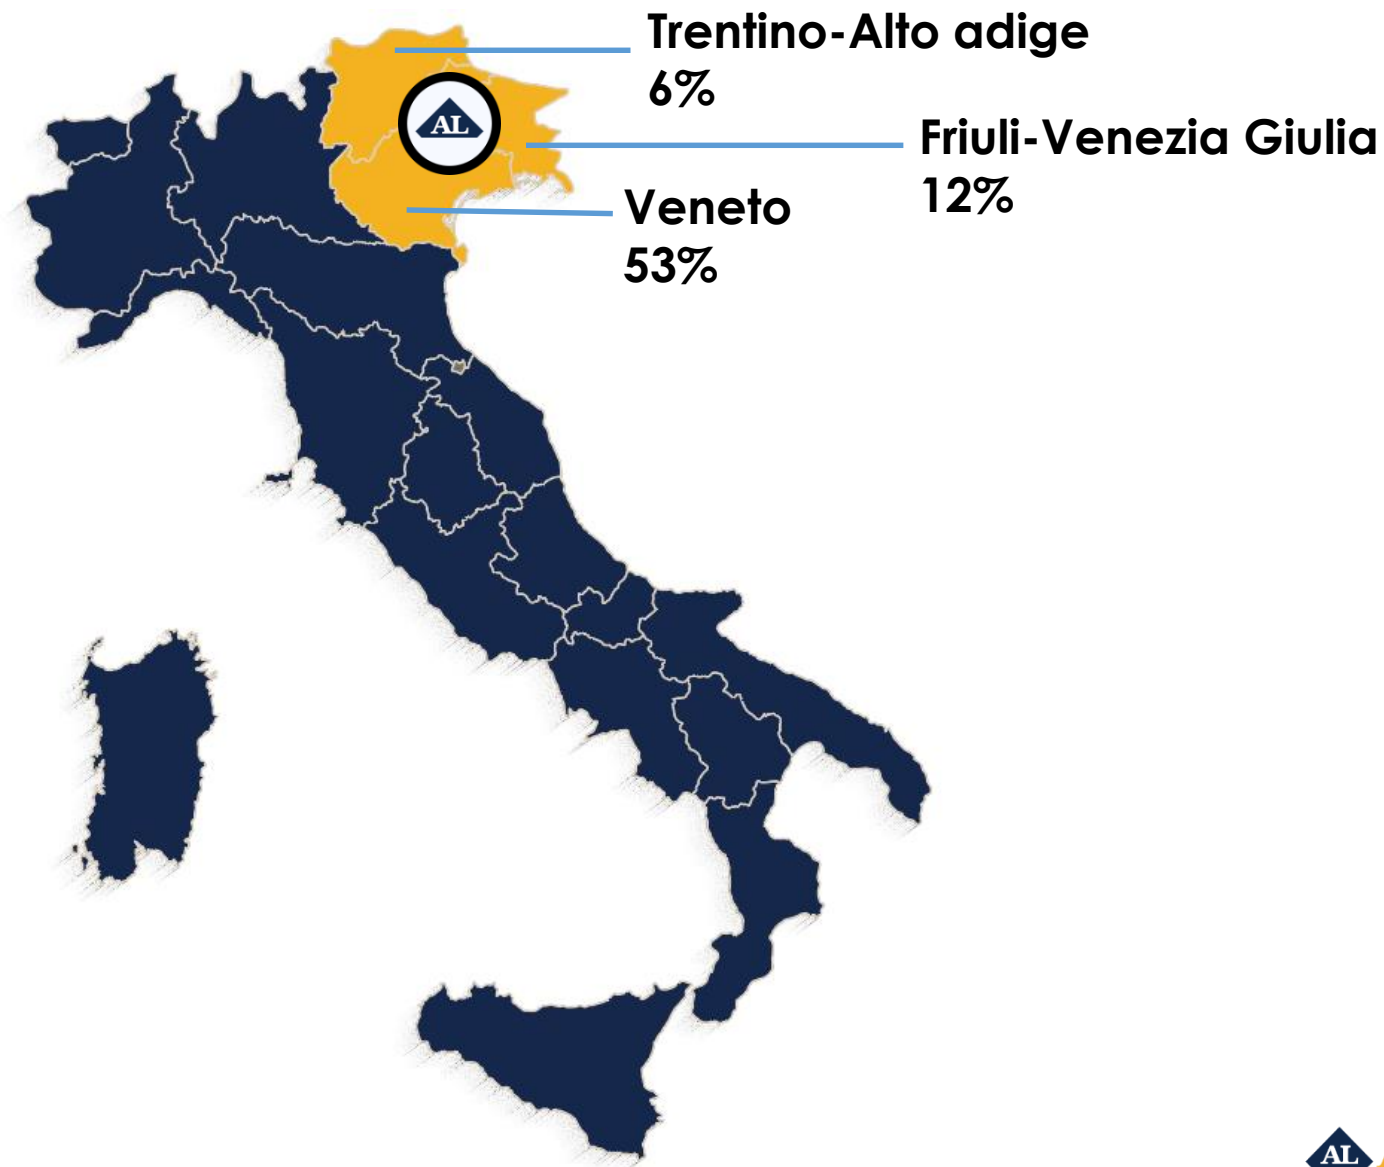 Trentino-Alto adige
6%
AL
Friuli-Venezia Giulia
12%
Veneto
53%
AL